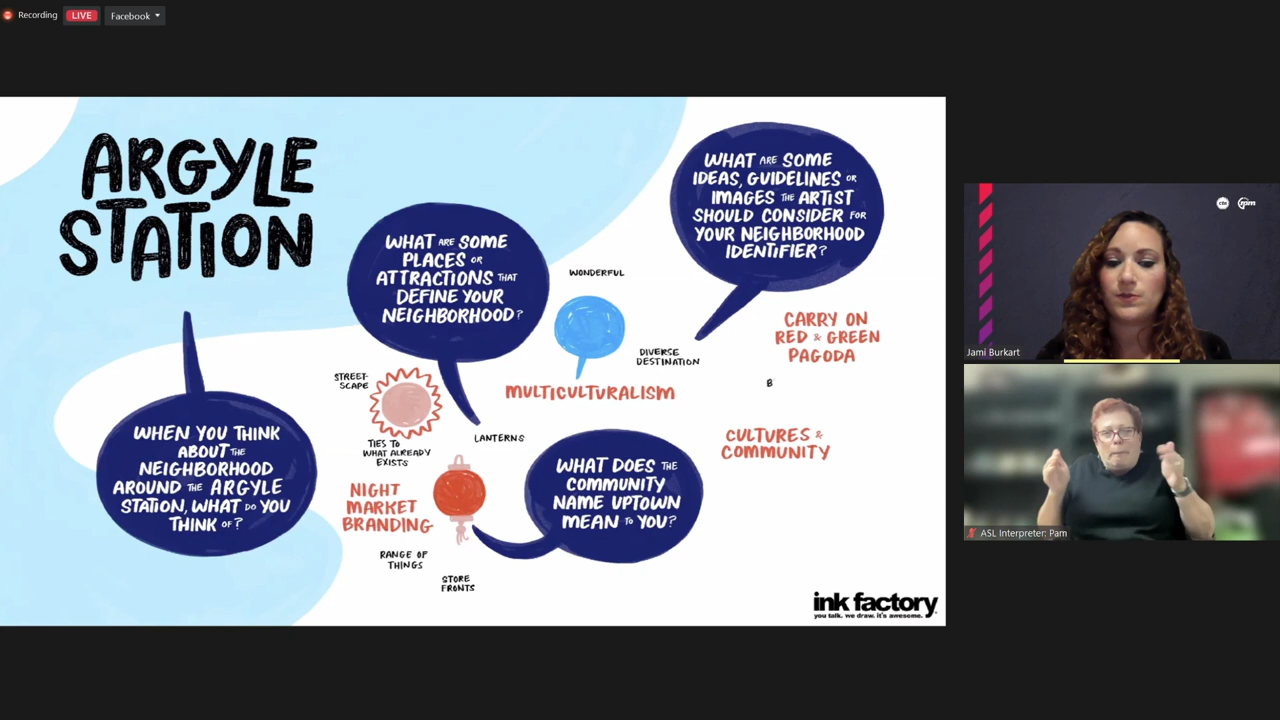 Recording
LIVE
Facebook
ARGYLE
STATION
WHAT ARE SOME
IDEAS, GUIDELINES OR
IMAGES THE ARTIST
SHOULD CONSIDER FOR
YOUR NEIGHBORHOOD
IDENTIFIER?
WHAT ARE SOME
PLACES OR
ATTRACTIONS THAT
DEFINE YOUR
NEIGHBORHOOD?
WONDERFUL
CARRY ON
RED & GREEN
PAGODA
DIVERSE
DESTINATION
MULTICULTURALISM
B
STREET-
SCAPE
TIES TO
WHAT ALREADY
EXISTS
LANTERNS
CULTURES &
COMMUNITY
WHEN YOU THINK
ABOUT THE
NEIGHBORHOOD
AROUND THE ARGYLE
STATION, WHAT DO YOU
THINK OF?
NIGHT
MARKET
BRANDING
WHAT DOES THE
COMMUNITY
NAME UPTOWN
MEAN TO YOU?
RANGE OF
THINGS
STORE
FRONTS
ink factory
you talk. we draw. it's awesome.
cta
rpm
Jami Burkart
ASL Interpreter: Pam